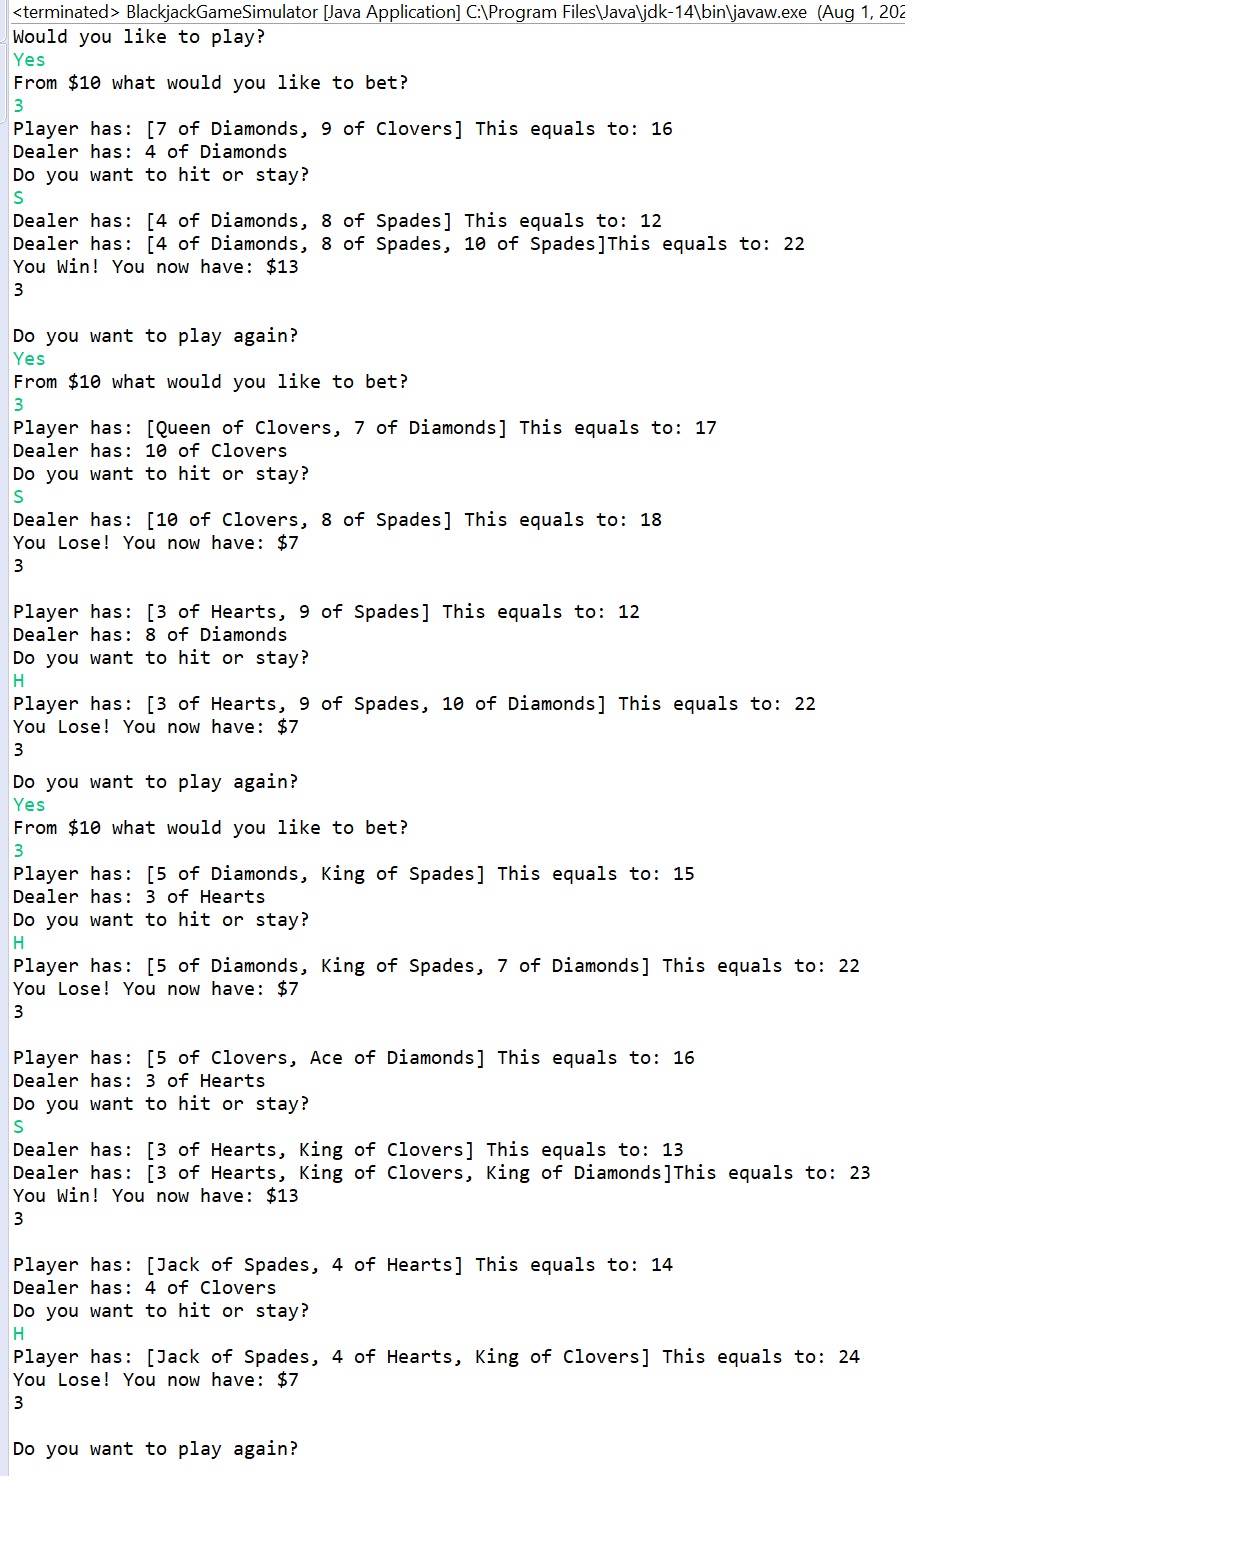 <terminated> BlackjackGameSimulator [Java Application] C:\Program Files\Java\jdk-14\bin\javaw.exe (Aug 1, 202
Would you like to play?
Yes
From $10 what would you like to bet?
3
Player has: [7 of Diamonds, 9 of Clovers] This equals to: 16
Dealer has: 4 of Diamonds
Do you want to hit or stay?
S
Dealer has: [4 of Diamonds, 8 of Spades] This equals to: 12
Dealer has: [4 of Diamonds, 8 of Spades, 10 of Spades]This equals to: 22
You Win! You now have: $13
3
Do you want to play again?
Yes
From $10 what would you like to bet?
3
Player has: [Queen of Clovers, 7 of Diamonds] This equals to: 17
Dealer has: 10 of Clovers
Do you want to hit or stay?
S
Dealer has: [10 of Clovers, 8 of Spades] This equals to: 18
You Lose! You now have: $7
3
Player has: [3 of Hearts, 9 of Spades] This equals to: 12
Dealer has: 8 of Diamonds
Do you want to hit or stay?
H
Player has: [3 of Hearts, 9 of Spades, 10 of Diamonds] This equals to: 22
You Lose! You now have: $7
3
Do you want to play again?
Yes
From $10 what would you like to bet?
3
Player has: [5 of Diamonds, King of Spades] This equals to: 15
Dealer has: 3 of Hearts
Do you want to hit or stay?
H
Player has: [5 of Diamonds, King of Spades, 7 of Diamonds] This equals to: 22
You Lose! You now have: $7
3
Player has: [5 of Clovers, Ace of Diamonds] This equals to: 16
Dealer has: 3 of Hearts
Do you want to hit or stay?
S
Dealer has: [3 of Hearts, King of Clovers] This equals to: 13
Dealer has: [3 of Hearts, King of Clovers, King of Diamonds]This equals to: 23
You Win! You now have: $13
3
Player has: [Jack of Spades, 4 of Hearts] This equals to: 14
Dealer has: 4 of Clovers
Do you want to hit or stay?
H
Player has: [Jack of Spades, 4 of Hearts, King of Clovers] This equals to: 24
You Lose! You now have: $7
3
Do you want to play again?